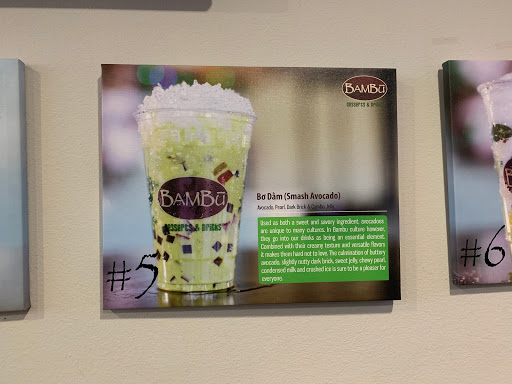 BAMBŪ
DESSERTS & DRINKS
BAMBŪ
DESSERTS & DRINKS
Bơ Dầm (Smash Avocado)
Avocado, Pearl, Dark Brick & Combo Jelly
Used as both a sweet and savory ingredient, avocadoes
are unique to many cultures. In Bambu culture however,
they go into our drinks as being an essential element.
Combined with their creamy texture and versatile flavors
it makes them hard not to love. The culmination of buttery
avocado, slightly nutty dark brick, sweet jelly, chewy pearl,
condensed milk and crushed ice is sure to be a pleaser for
everyone.
#5
#6